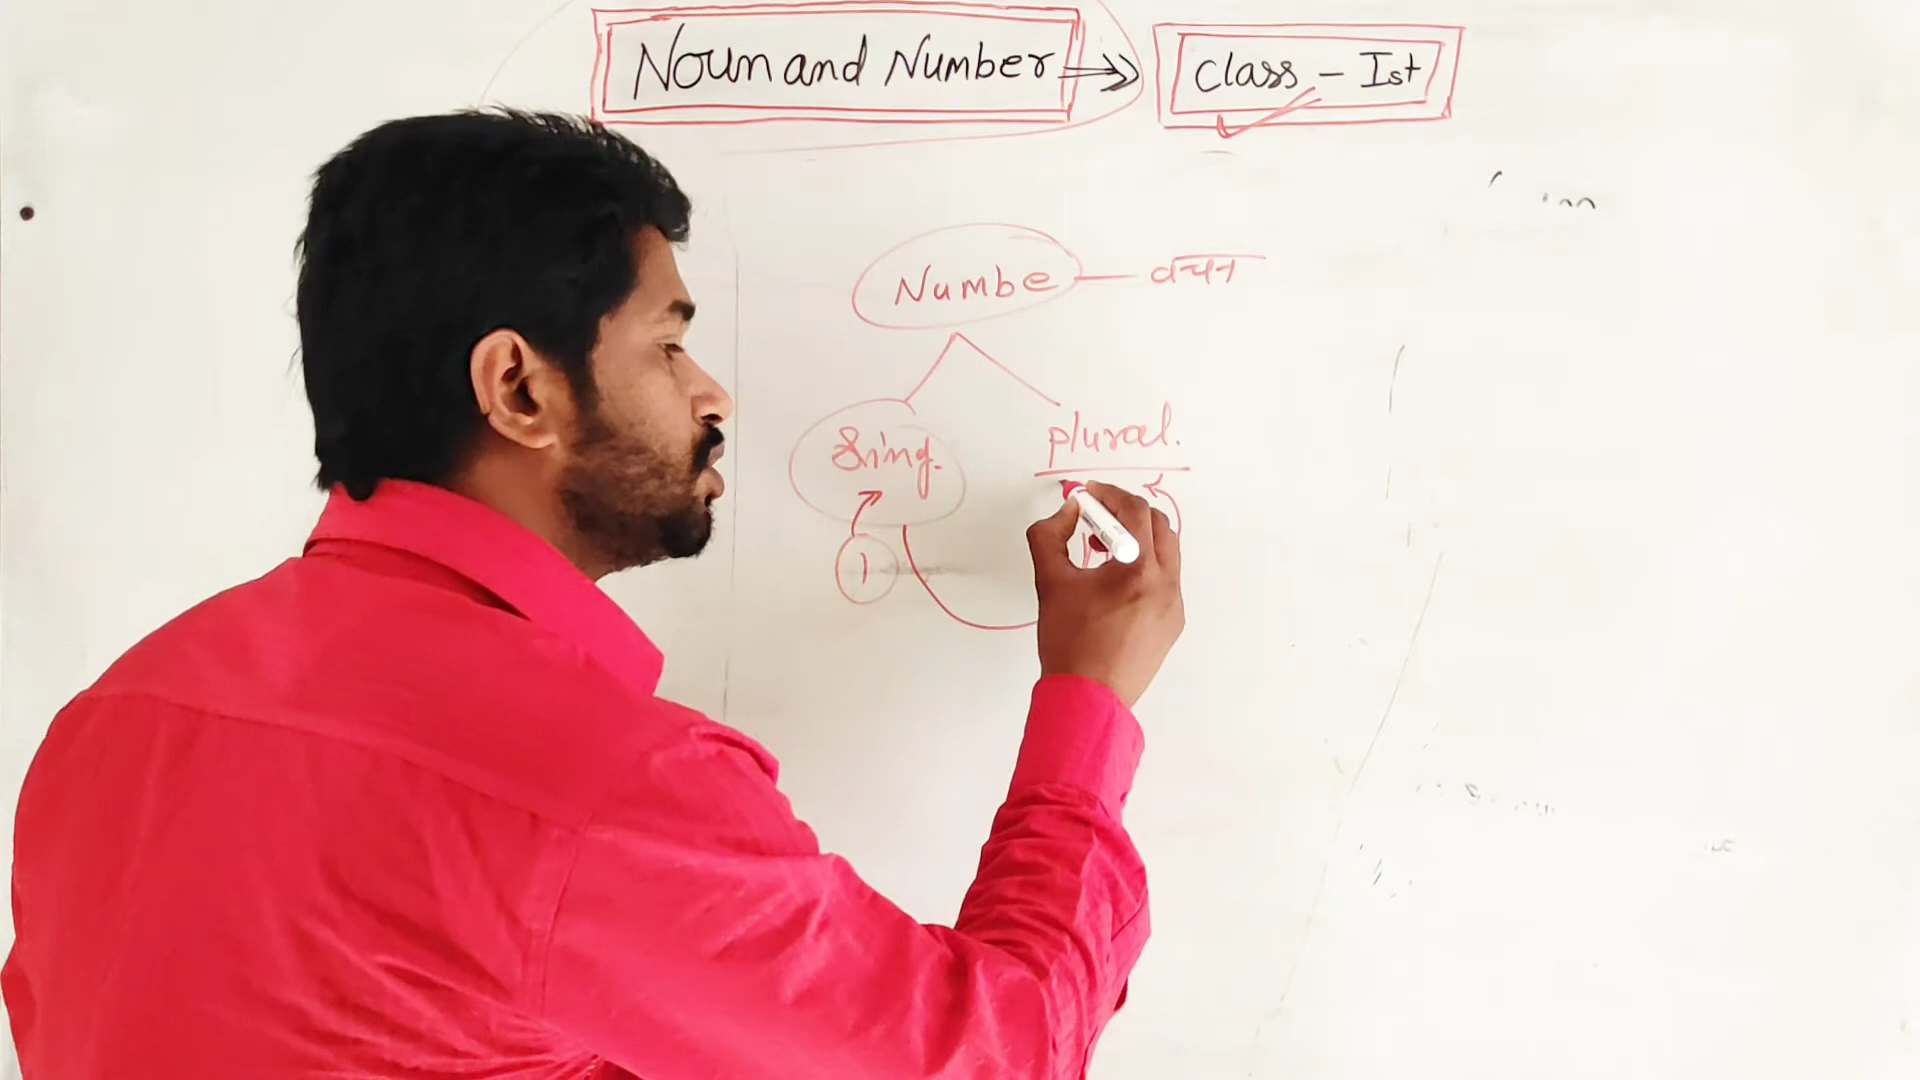 Noun and Number
Class - Ist
Numbe - वचन
Sing.
plural.
1